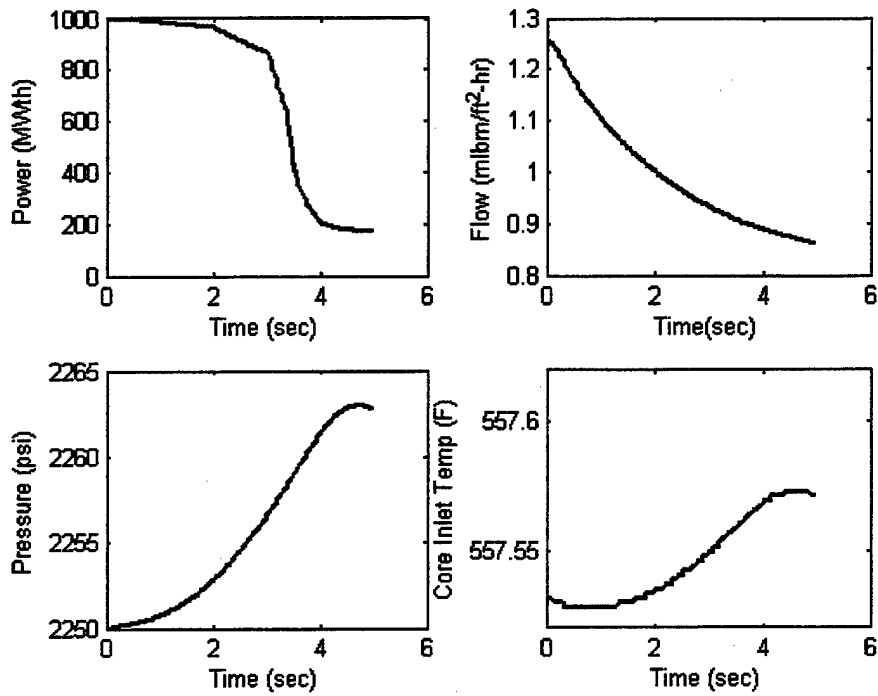 Power (MWth)
1000
800
600
400
200
0
0 2 4 6
Time (sec)
Flow (mlbm/ft²-hr)
1.3
1.2
1.1
1
0.9
0.8
0 2 4 6
Time(sec)
Pressure (psi)
2265
2260
2255
2250
0 2 4 6
Time (sec)
Core Inlet Temp (F)
557.6
557.55
0 2 4 6
Time (sec)